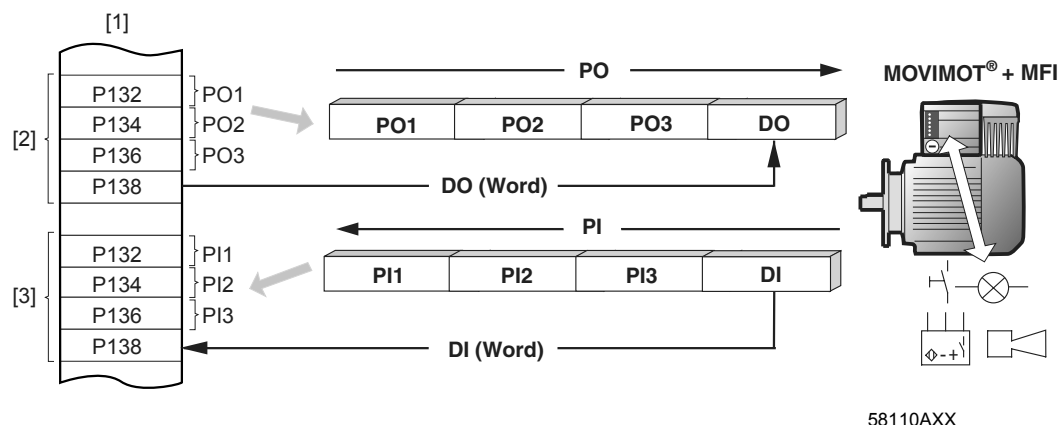 [1]
PO
MOVIMOT® + MFI
[2]
P132
P134
P136
P138
PO1
PO2
PO3
PO1 PO2 PO3 DO
DO (Word)
PI
[3]
P132
P134
P136
P138
PI1
PI2
PI3
PI1 PI2 PI3 DI
DI (Word)
58110AXX